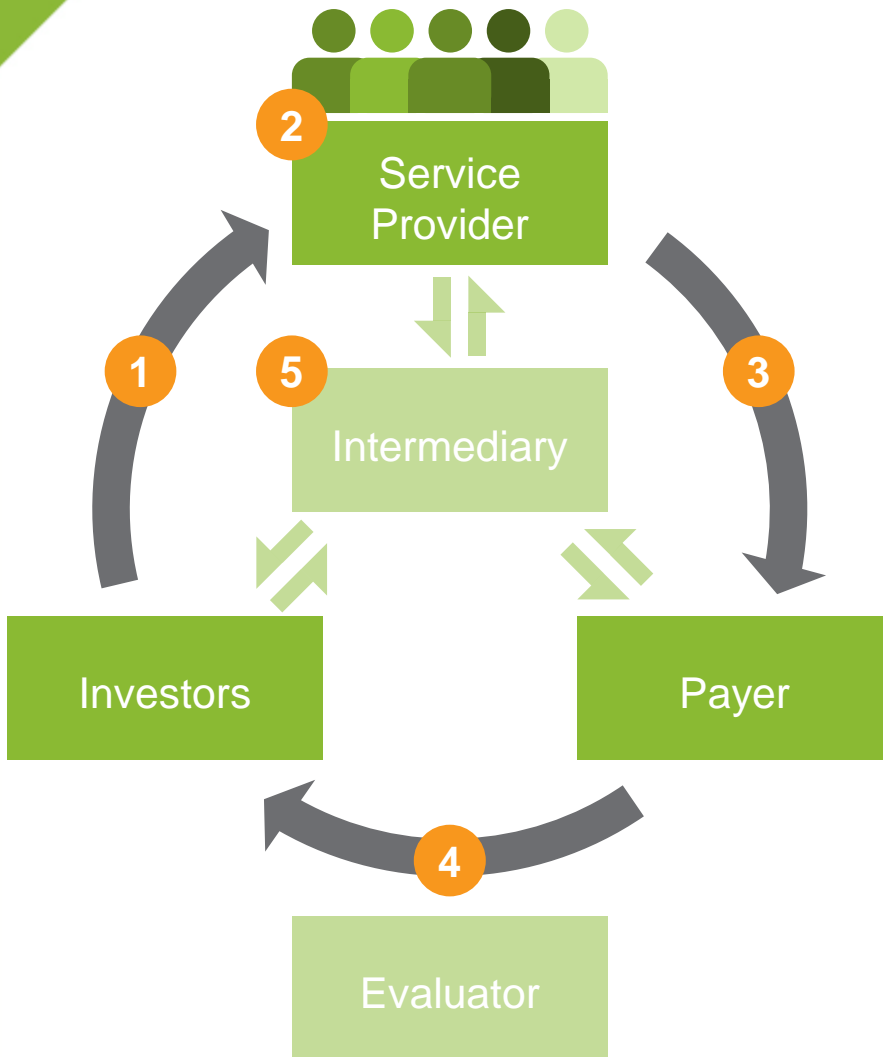 2
Service
Provider
1
5
3
Intermediary
Investors
Payer
4
Evaluator